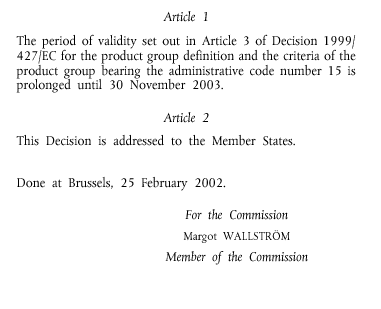 Article 1
The period of validity set out in Article 3 of Decision 1999/
427/EC for the product group definition and the criteria of the
product group bearing the administrative code number 15 is
prolonged until 30 November 2003.
Article 2
This Decision is addressed to the Member States.
Done at Brussels, 25 February 2002.
For the Commission
Margot WALLSTRÖM
Member of the Commission